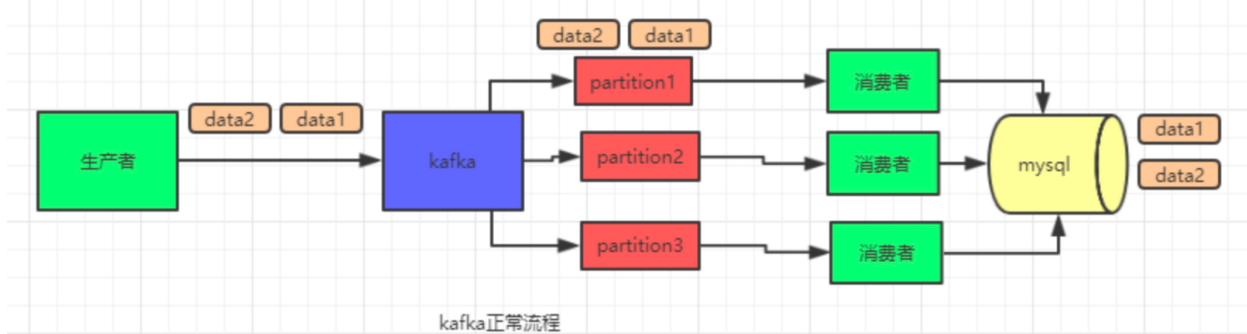 data2 data1
partition1
消费者
data2 data1
data1
生产者
kafka
partition2
消费者
mysql
data2
partition3
消费者
kafka正常流程